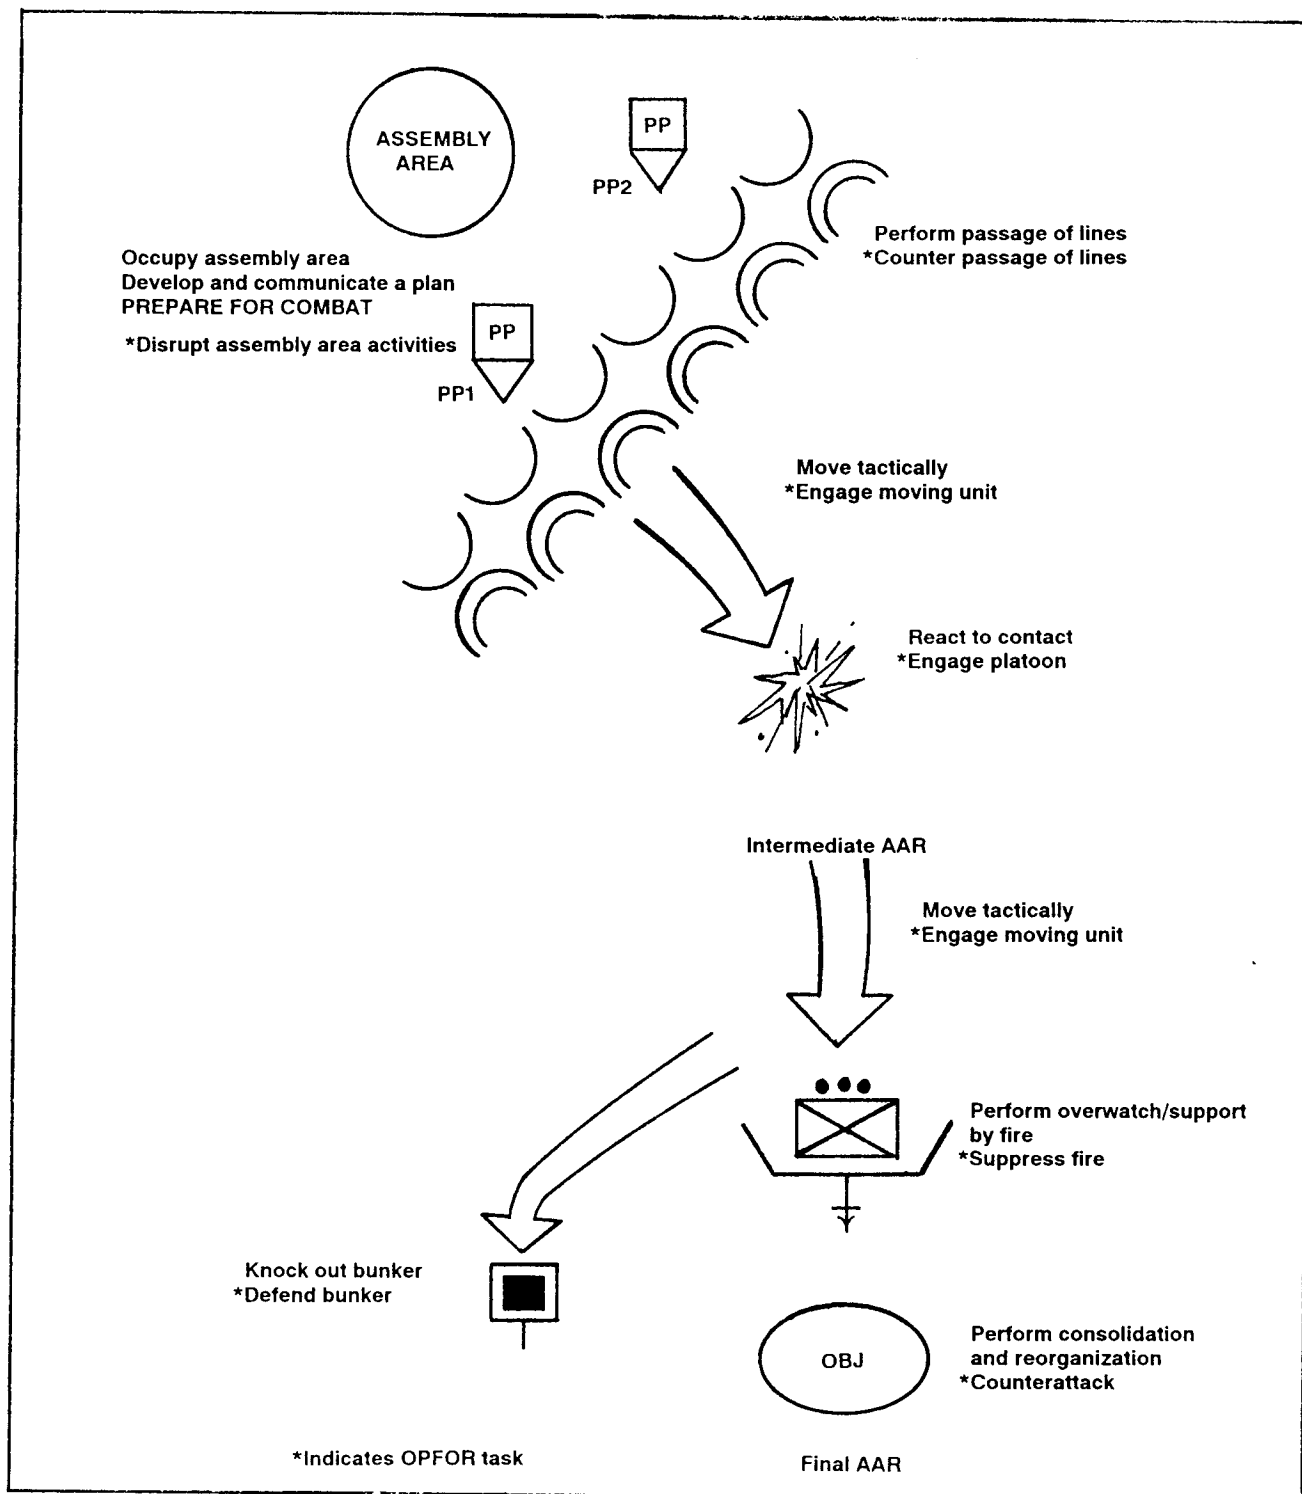 ASSEMBLY
AREA
PP
PP2
Perform passage of lines
*Counter passage of lines
Occupy assembly area
Develop and communicate a plan
PREPARE FOR COMBAT
*Disrupt assembly area activities
PP
PP1
Move tactically
*Engage moving unit
React to contact
*Engage platoon
Intermediate AAR
Move tactically
*Engage moving unit
Perform overwatch/support
by fire
*Suppress fire
Knock out bunker
*Defend bunker
OBJ
Perform consolidation
and reorganization
*Counterattack
*Indicates OPFOR task
Final AAR